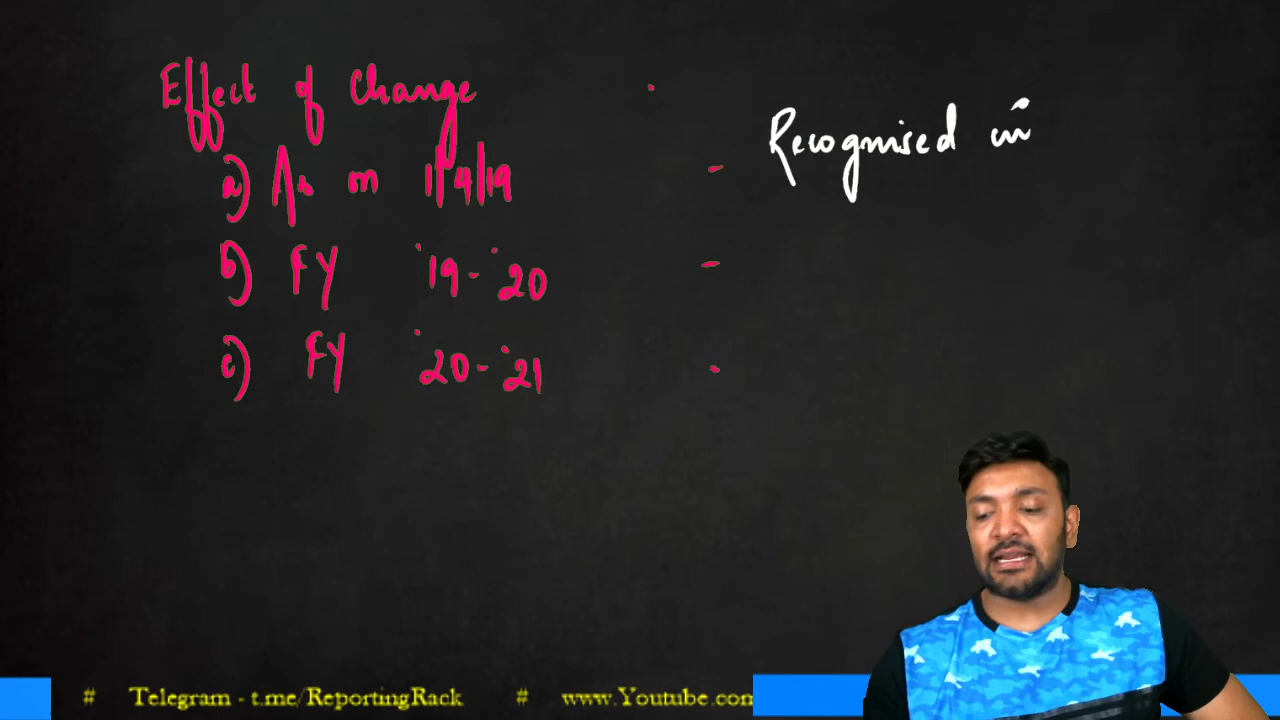 Effect of Change
Recognised in
a) As on 1/4/19 -
b) FY '19-'20 -
c) FY '20-'21 -
# Telegram - t.me/ReportingRack # www.Youtube.com